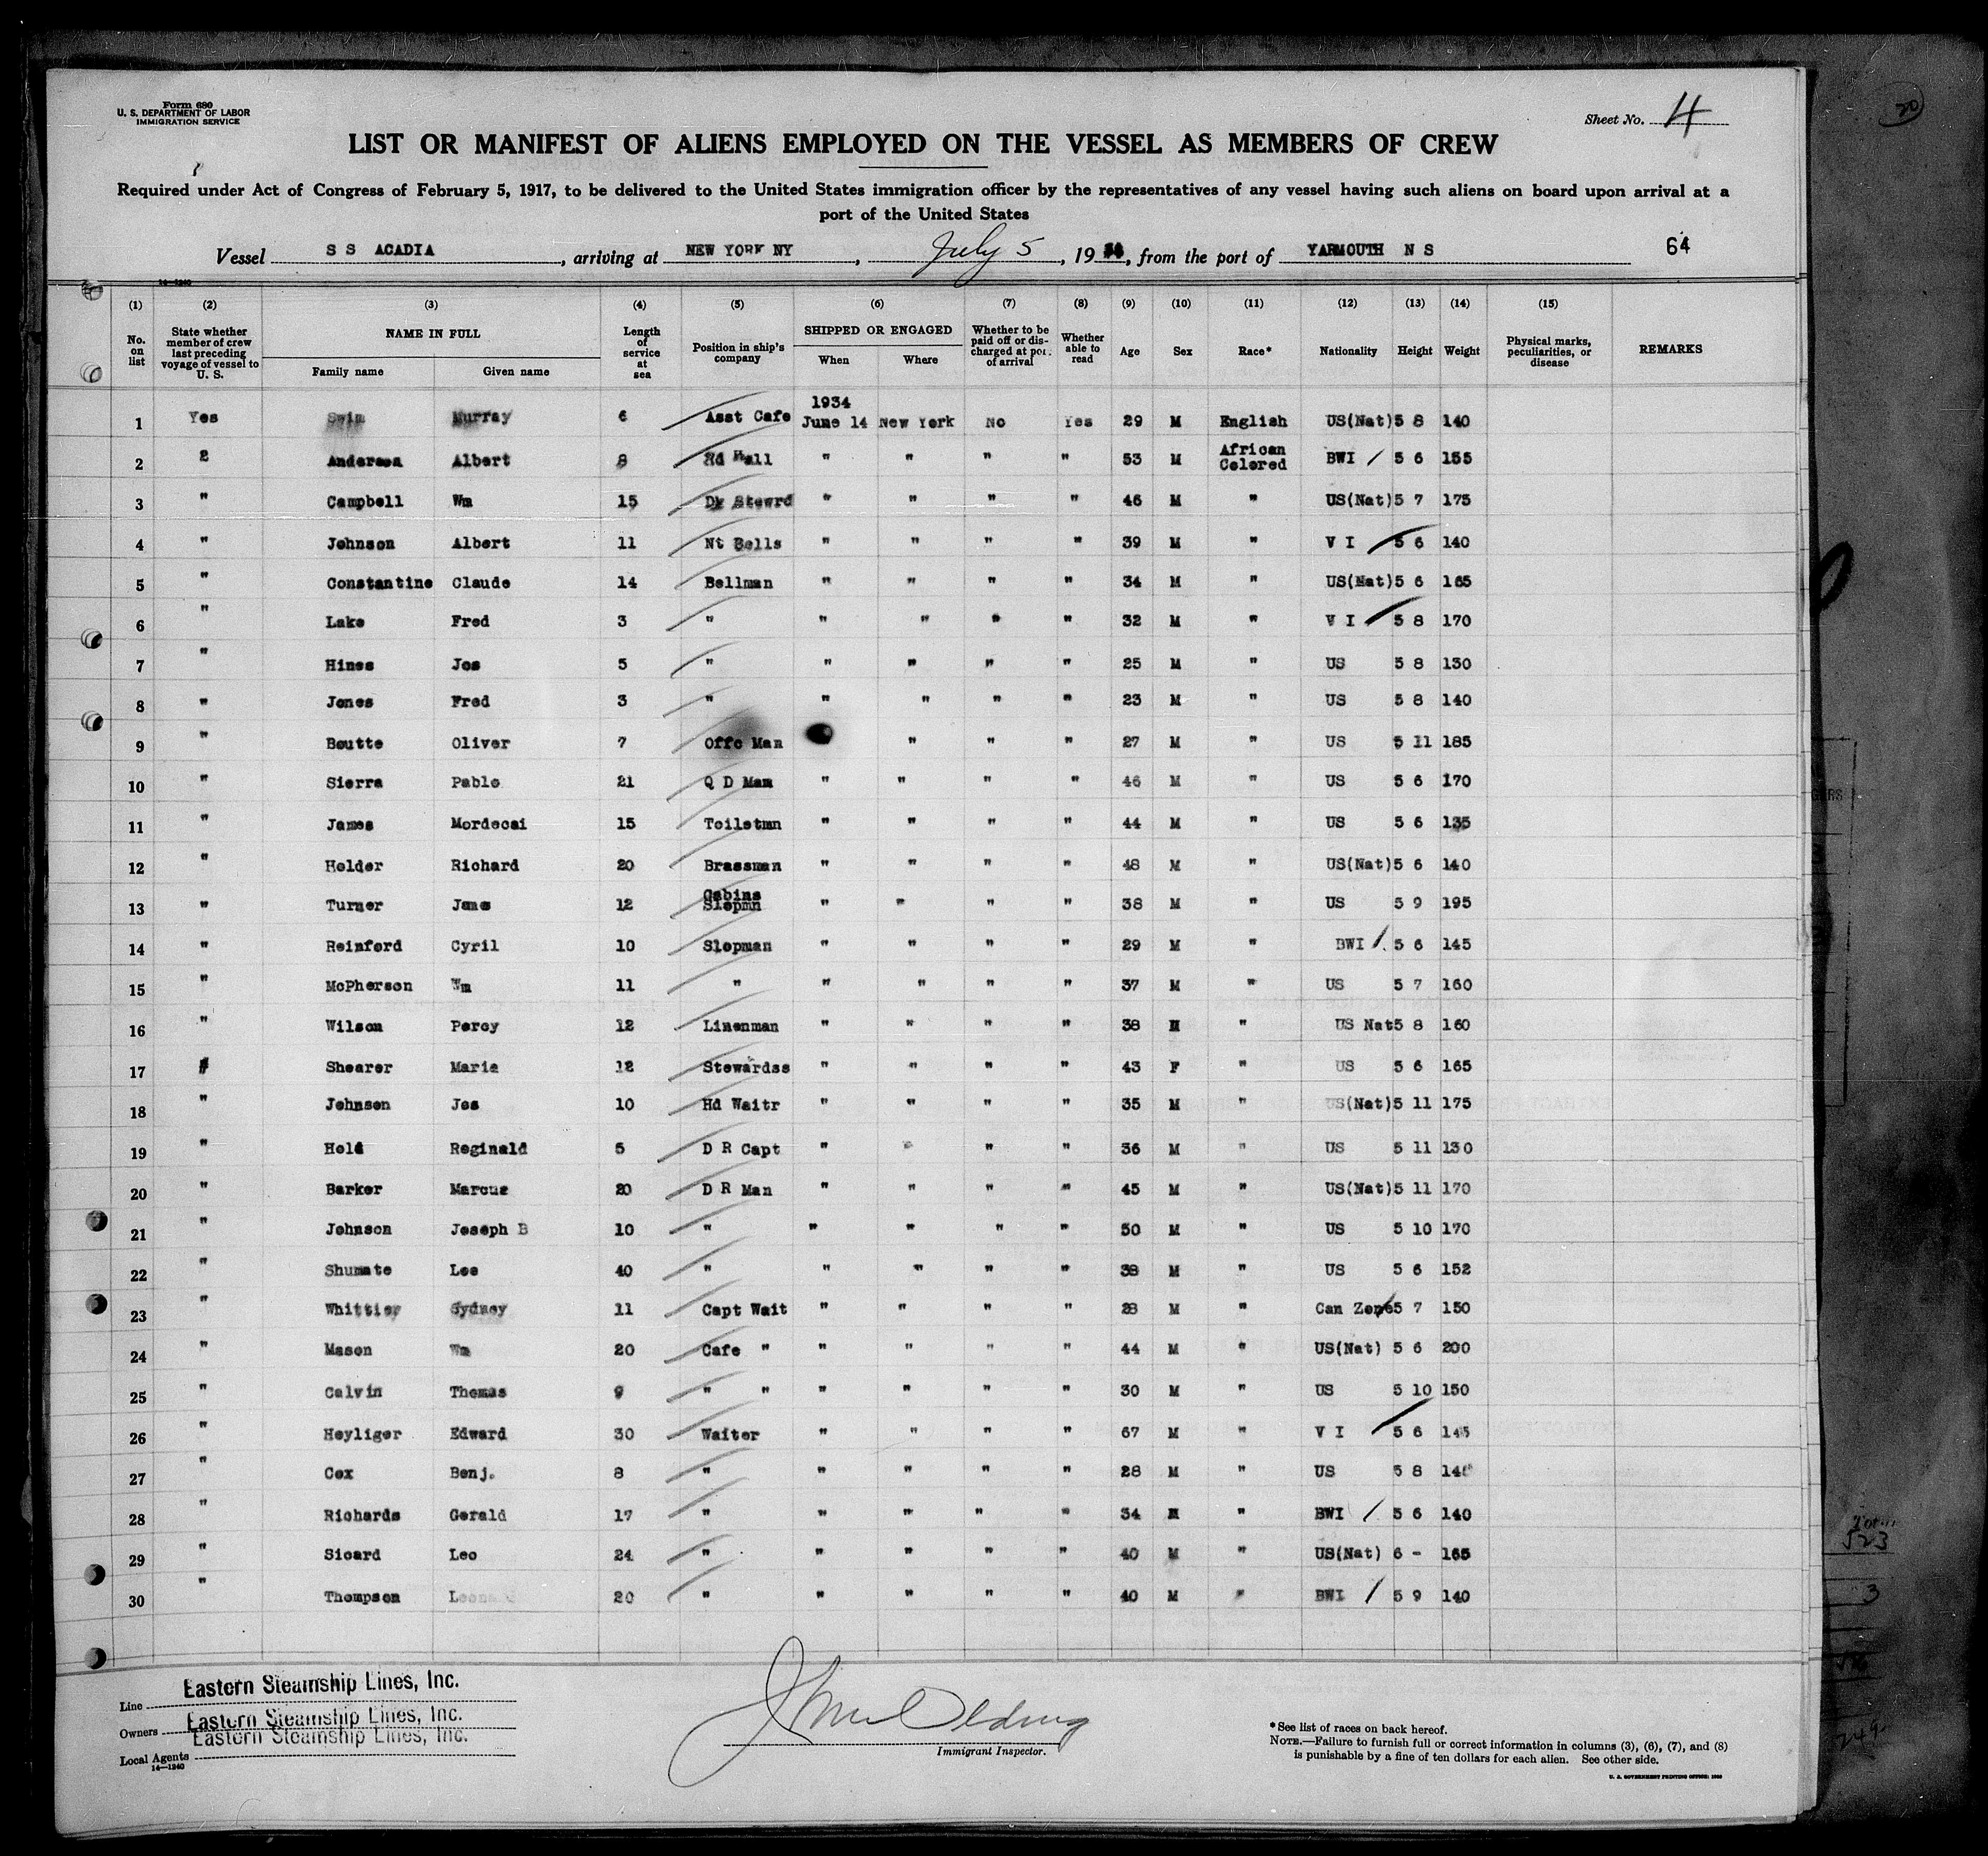 Form 680
U. S. DEPARTMENT OF LABOR
IMMIGRATION SERVICE
Sheet No. 4
20
LIST OR MANIFEST OF ALIENS EMPLOYED ON THE VESSEL AS MEMBERS OF CREW
Required under Act of Congress of February 5, 1917, to be delivered to the United States immigration officer by the representatives of any vessel having such aliens on board upon arrival at a
port of the United States
Vessel S S ACADIA, arriving at NEW YORK NY, July 5, 1934, from the port of YARMOUTH N S 64
14—1240
(1) (2) (3) (4) (5) (6) (7) (8) (9) (10) (11) (12) (13) (14) (15)
No. on list
State whether member of crew last preceding voyage of vessel to U. S.
NAME IN FULL
Family name Given name
Length of service at sea
Position in ship's company
SHIPPED OR ENGAGED
When Where
Whether to be paid off or discharged at port of arrival
Whether able to read
Age
Sex
Race*
Nationality
Height
Weight
Physical marks, peculiarities, or disease
REMARKS
1934
1 Yes Swim Murray 6 Asst Cafe June 14 New York No Yes 29 M English US(Nat) 5 8 140
2 2 Anderson Albert 8 Hd Hall " " " " 53 M African Colored BWI / 5 6 155
3 " Campbell Wm 15 Dk Stewrd " " " " 46 M " US(Nat) 5 7 175
4 " Johnson Albert 11 Nt Bells " " " " 39 M " V I / 5 6 140
5 " Constantine Claude 14 Bellman " " " " 34 M " US(Nat) 5 6 165
6 " Lake Fred 3 " " " " " 32 M " V I / 5 8 170
7 " Hines Jos 5 " " " " " 25 M " US 5 8 130
8 " Jones Fred 3 " " " " " 23 M " US 5 8 140
9 " Boutte Oliver 7 Offc Man " " " 27 M " US 5 11 185
10 " Sierra Pablo 21 Q D Man " " " " 46 M " US 5 6 170
11 " James Mordecai 15 Toiletmn " " " " 44 M " US 5 6 135
12 " Holder Richard 20 Brassman " " " " 48 M " US(Nat) 5 6 140
13 " Turner Jams 12 Cabins Slopmn " " " " 38 M " US 5 9 195
14 " Reinford Cyril 10 Slopman " " " " 29 M " BWI / 5 6 145
15 " McPherson Wm 11 " " " " " 37 M " US 5 7 160
16 " Wilson Percy 12 Linenman " " " " 38 M " US Nat 5 8 160
17 " Shearer Marie 12 Stewardss " " " " 43 F " US 5 6 165
18 " Johnson Jos 10 Hd Waitr " " " " 35 M " US(Nat) 5 11 175
19 " Hold Reginald 5 D R Capt " " " " 36 M " US 5 11 130
20 " Barker Marcus 20 D R Man " " " " 45 M " US(Nat) 5 11 170
21 " Johnson Joseph B 10 " " " " " 50 M " US 5 10 170
22 " Shumate Lee 40 " " " " " 38 M " US 5 6 152
23 " Whittier Sydney 11 Capt Wait " " " " 28 M " Can Zone 5 7 150
24 " Mason Wm 20 Cafe " " " " " 44 M " US(Nat) 5 6 200
25 " Calvin Thomas 9 " " " " " " 30 M " US 5 10 150
26 " Heyliger Edward 30 Waiter " " " " 67 M " V I / 5 6 145
27 " Cox Benj. 8 " " " " " 28 M " US 5 8
28 " Richards Gerald 17 " " " " " 34 M " BWI / 5 6 140
29 " Sicard Leo 24 " " " " " 40 M " US(Nat) 6 - 165
30 " Thompson 20 " " " " " 40 M " BWI / 5 9 140
Line Eastern Steamship Lines, Inc.
Owners Eastern Steamship Lines, Inc.
Local Agents Eastern Steamship Lines, Inc.
14—1240
Immigrant Inspector.
*See list of races on back hereof.
NOTE.—Failure to furnish full or correct information in columns (3), (6), (7), and (8)
is punishable by a fine of ten dollars for each alien. See other side.
523
3